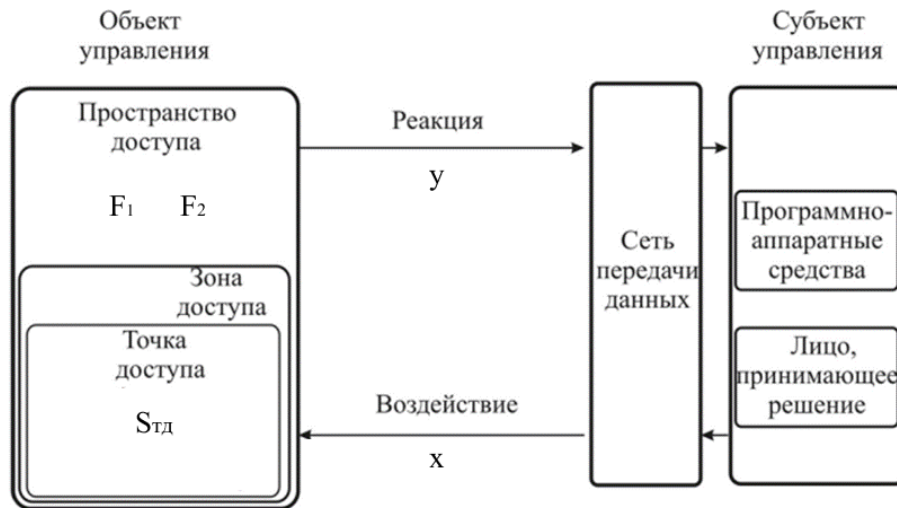 Объект
управления
Субъект
управления
Пространство
доступа
F₁ F₂
Зона
доступа
Точка
доступа
Sтд
Реакция
y
Воздействие
x
Сеть
передачи
данных
Программно-
аппаратные
средства
Лицо,
принимающее
решение